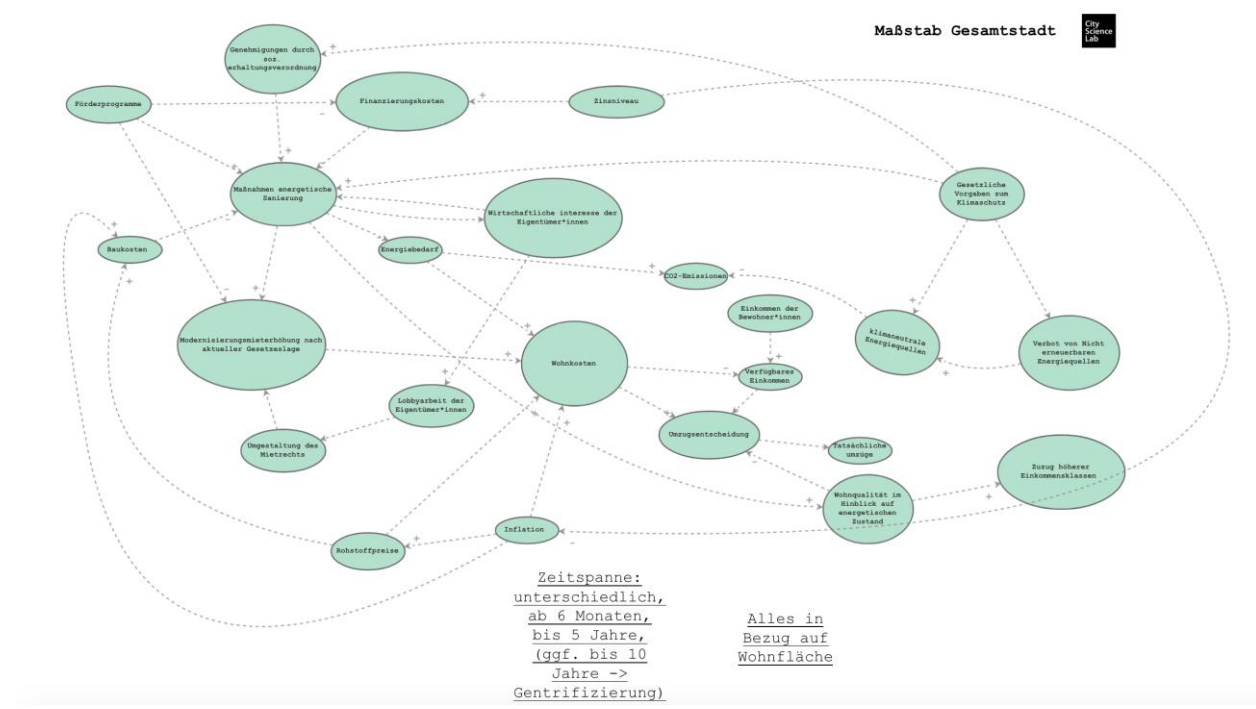 Maßstab Gesamtstadt
City
Science
Lab
Genehmigungen durch
soz.
erhaltungsverordnung
+
Förderprogramme
Finanzierungskosten
+
Zinsniveau
-
+
+
-
Maßnahmen energetische
Sanierung
+
Gesetzliche
Vorgaben zum
Klimaschutz
Wirtschaftliche interesse der
Eigentümer*innen
+
Baukosten
-
Energiebedarf
-
+
CO2-Emissionen
-
+
-
+
Einkommen der
Bewohner*innen
+
klimaneutrale
Energiequellen
Verbot von Nicht
erneuerbaren
Energiequellen
+
Modernisierungsmieterhöhung nach
aktueller Gesetzeslage
+
+
Wohnkosten
+
-
Verfügbares
Einkommen
+
Lobbyarbeit der
Eigentümer*innen
+
+
-
Umzugsentscheidung
Umgestaltung des
Mietrechts
Tatsächliche
umzüge
-
Zuzug höherer
Einkommensklassen
+
Wohnqualität im
Hinblick auf
energetischen
Zustand
+
Inflation
-
+
Rohstoffpreise
Zeitspanne:
unterschiedlich,
ab 6 Monaten,
bis 5 Jahre,
(ggf. bis 10
Jahre ->
Gentrifizierung)
Alles in
Bezug auf
Wohnfläche